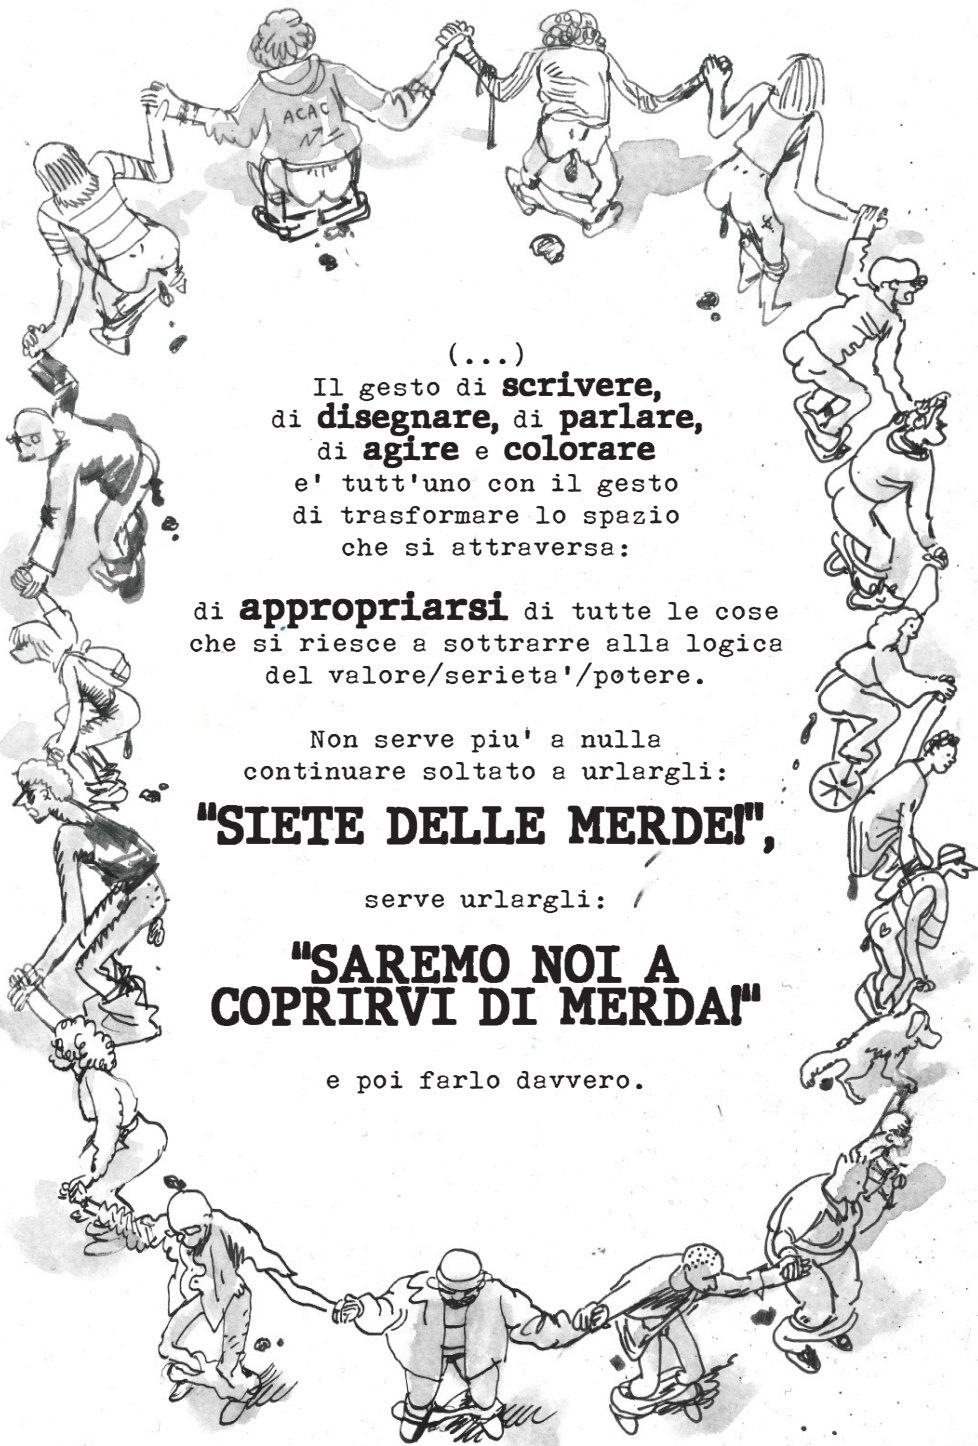 ACAC
(...)
Il gesto di scrivere,
di disegnare, di parlare,
di agire e colorare
e' tutt'uno con il gesto
di trasformare lo spazio
che si attraversa:
di appropriarsi di tutte le cose
che si riesce a sottrarre alla logica
del valore/serieta'/potere.
Non serve piu' a nulla
continuare soltato a urlargli:
"SIETE DELLE MERDE!",
serve urlargli:
"SAREMO NOI A
COPRIRVI DI MERDA!"
e poi farlo davvero.